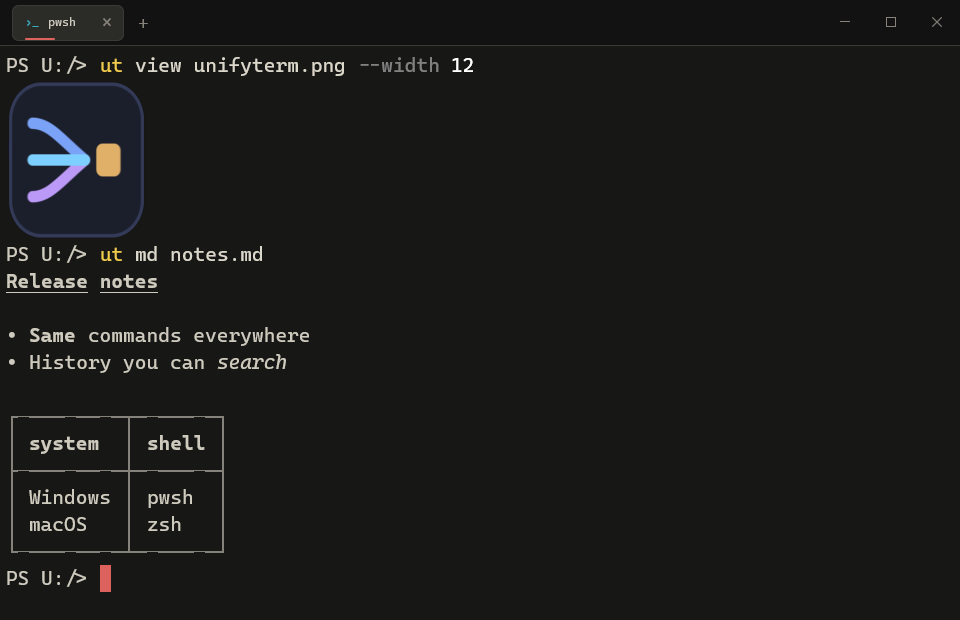 pwsh
PS U:/> ut view unifyterm.png --width 12
PS U:/> ut md notes.md
Release notes
• Same commands everywhere
• History you can search
system shell
Windows pwsh
macOS zsh
PS U:/>